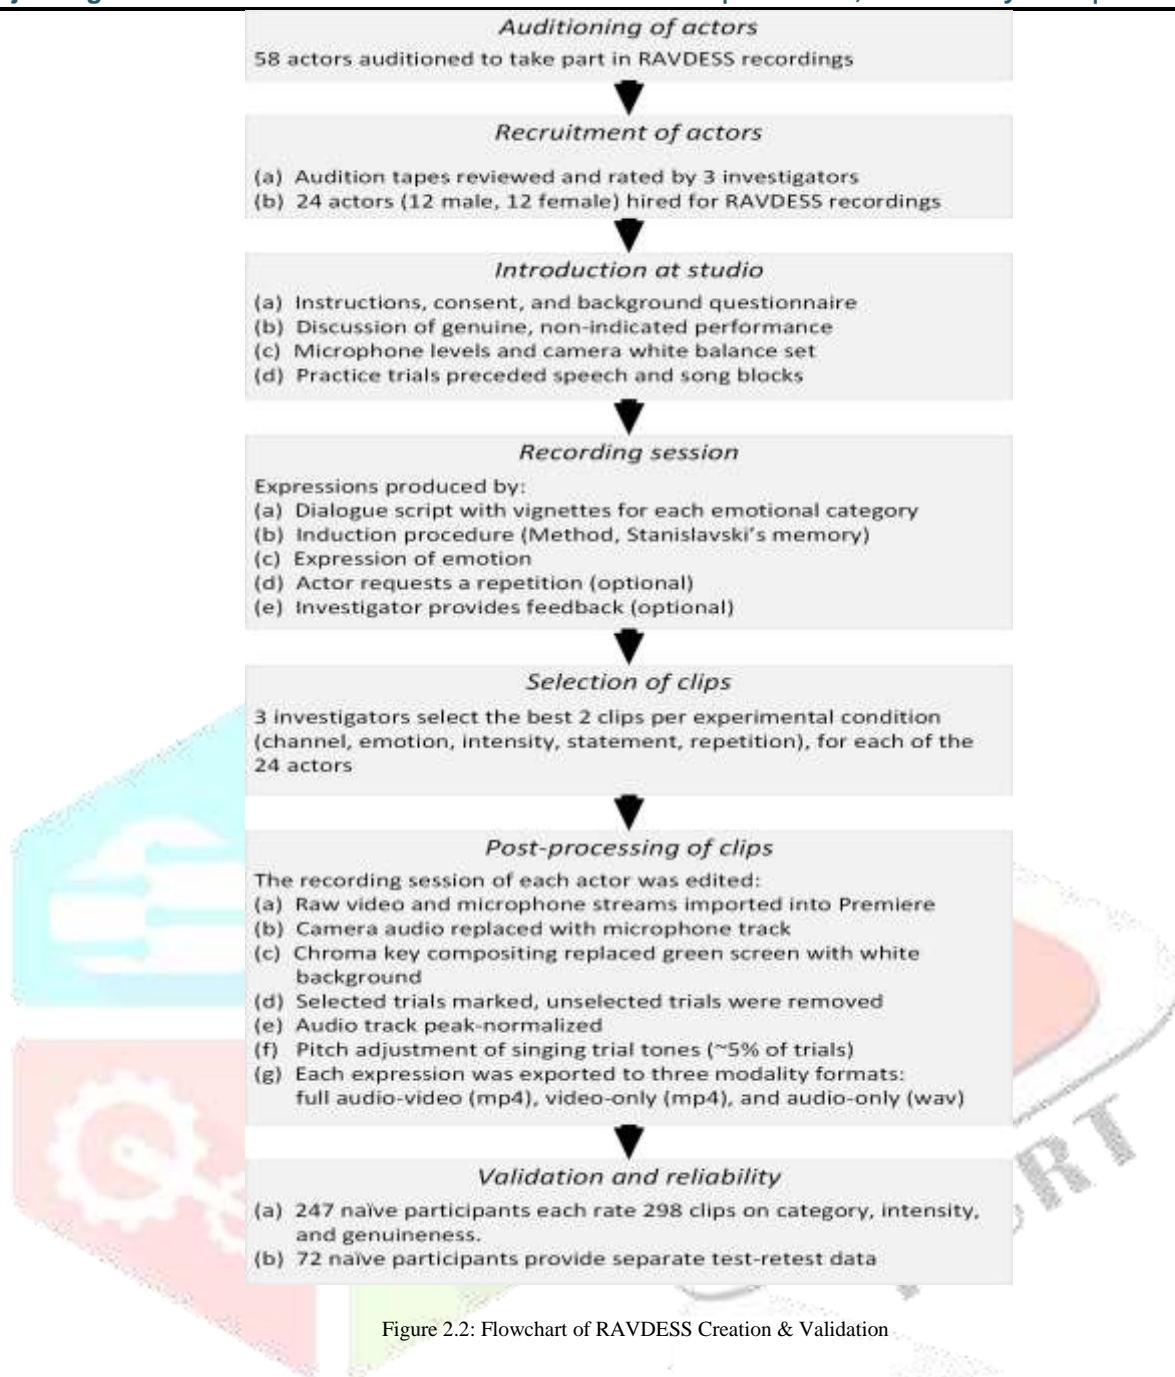 Auditioning of actors
58 actors auditioned to take part in RAVDESS recordings
Recruitment of actors
(a) Audition tapes reviewed and rated by 3 investigators
(b) 24 actors (12 male, 12 female) hired for RAVDESS recordings
Introduction at studio
(a) Instructions, consent, and background questionnaire
(b) Discussion of genuine, non-indicated performance
(c) Microphone levels and camera white balance set
(d) Practice trials preceded speech and song blocks
Recording session
Expressions produced by:
(a) Dialogue script with vignettes for each emotional category
(b) Induction procedure (Method, Stanislavski's memory)
(c) Expression of emotion
(d) Actor requests a repetition (optional)
(e) Investigator provides feedback (optional)
Selection of clips
3 investigators select the best 2 clips per experimental condition
(channel, emotion, intensity, statement, repetition), for each of the
24 actors
Post-processing of clips
The recording session of each actor was edited:
(a) Raw video and microphone streams imported into Premiere
(b) Camera audio replaced with microphone track
(c) Chroma key compositing replaced green screen with white
background
(d) Selected trials marked, unselected trials were removed
(e) Audio track peak-normalized
(f) Pitch adjustment of singing trial tones (~5% of trials)
(g) Each expression was exported to three modality formats:
full audio-video (mp4), video-only (mp4), and audio-only (wav)
Validation and reliability
(a) 247 naïve participants each rate 298 clips on category, intensity,
and genuineness.
(b) 72 naïve participants provide separate test-retest data
Figure 2.2: Flowchart of RAVDESS Creation & Validation